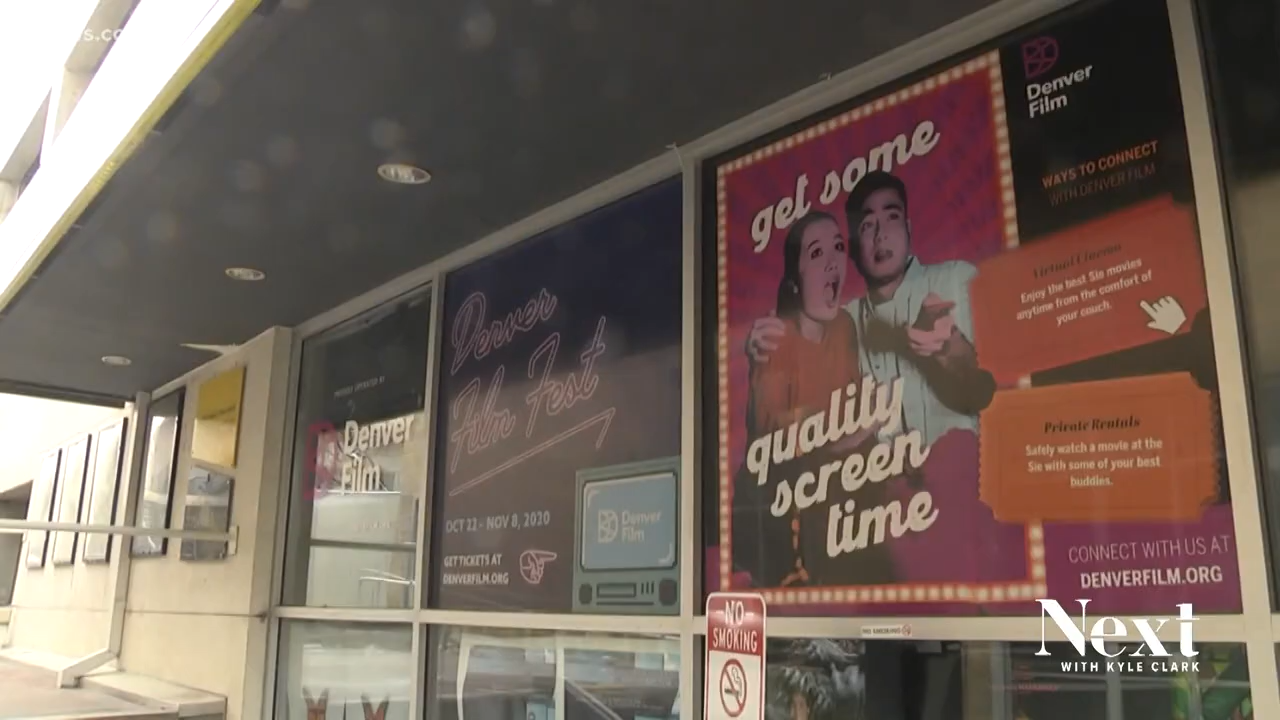 get some
quality
screen
time
Denver
Film
WAYS TO CONNECT
WITH DENVER FILM
Virtual Cinema
Enjoy the best Sie movies
anytime from the comfort of
your couch.
Private Rentals
Safely watch a movie at the
Sie with some of your best
buddies.
CONNECT WITH US AT
DENVERFILM.ORG
Denver
Film Fest
OCT 22 - NOV 8, 2020
GET TICKETS AT
DENVERFILM.ORG
Denver
Film
Denver
Film
NO
SMOKING
NO SMOKING
Next
WITH KYLE CLARK